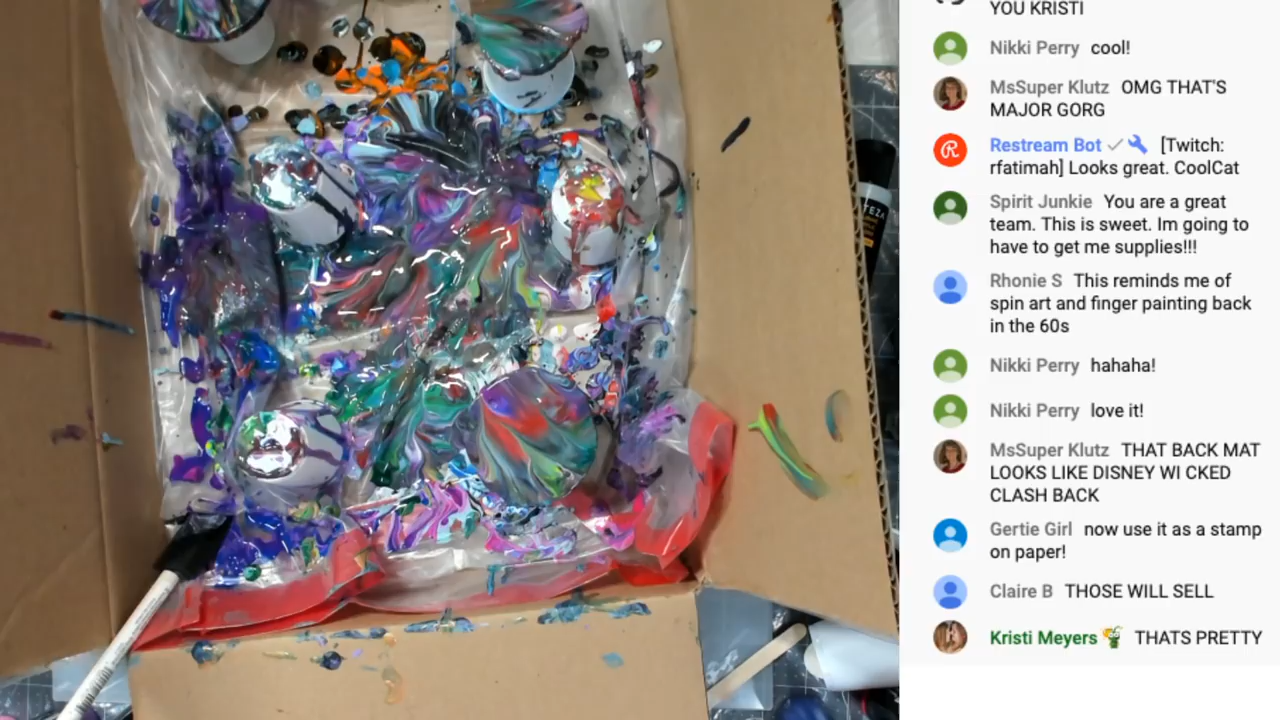 YOU KRISTI
Nikki Perry cool!
MsSuper Klutz OMG THAT'S
MAJOR GORG
Restream Bot [Twitch:
rfatimah] Looks great. CoolCat
Spirit Junkie You are a great
team. This is sweet. Im going to
have to get me supplies!!!
Rhonie S This reminds me of
spin art and finger painting back
in the 60s
Nikki Perry hahaha!
Nikki Perry love it!
MsSuper Klutz THAT BACK MAT
LOOKS LIKE DISNEY WI CKED
CLASH BACK
Gertie Girl now use it as a stamp
on paper!
Claire B THOSE WILL SELL
Kristi Meyers THATS PRETTY